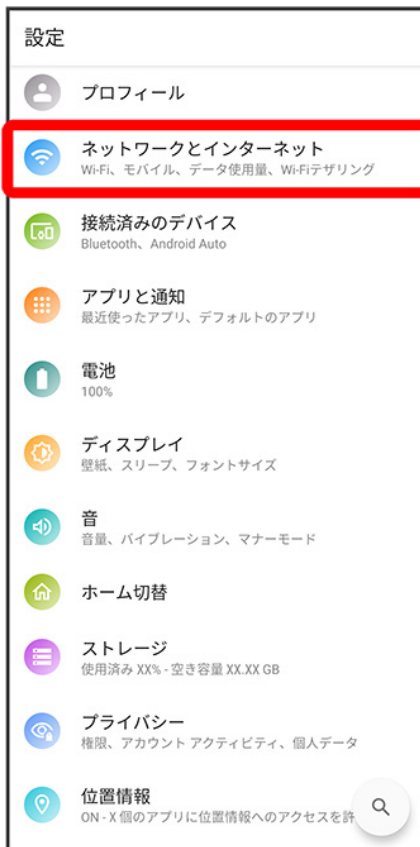 設定
プロフィール
ネットワークとインターネット
Wi-Fi、モバイル、データ使用量、Wi-Fiテザリング
接続済みのデバイス
Bluetooth、Android Auto
アプリと通知
最近使ったアプリ、デフォルトのアプリ
電池
100%
ディスプレイ
壁紙、スリープ、フォントサイズ
音
音量、バイブレーション、マナーモード
ホーム切替
ストレージ
使用済み XX% - 空き容量 XX.XX GB
プライバシー
権限、アカウント アクティビティ、個人データ
位置情報
ON - X 個のアプリに位置情報へのアクセスを許